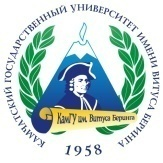 КАМЧАТСКИЙ ГОСУДАРСТВЕННЫЙ УНИВЕРСИТЕТ ИМЕНИ ВИТУСА БЕРИНГА
КамГУ им. Витуса Беринга
1958